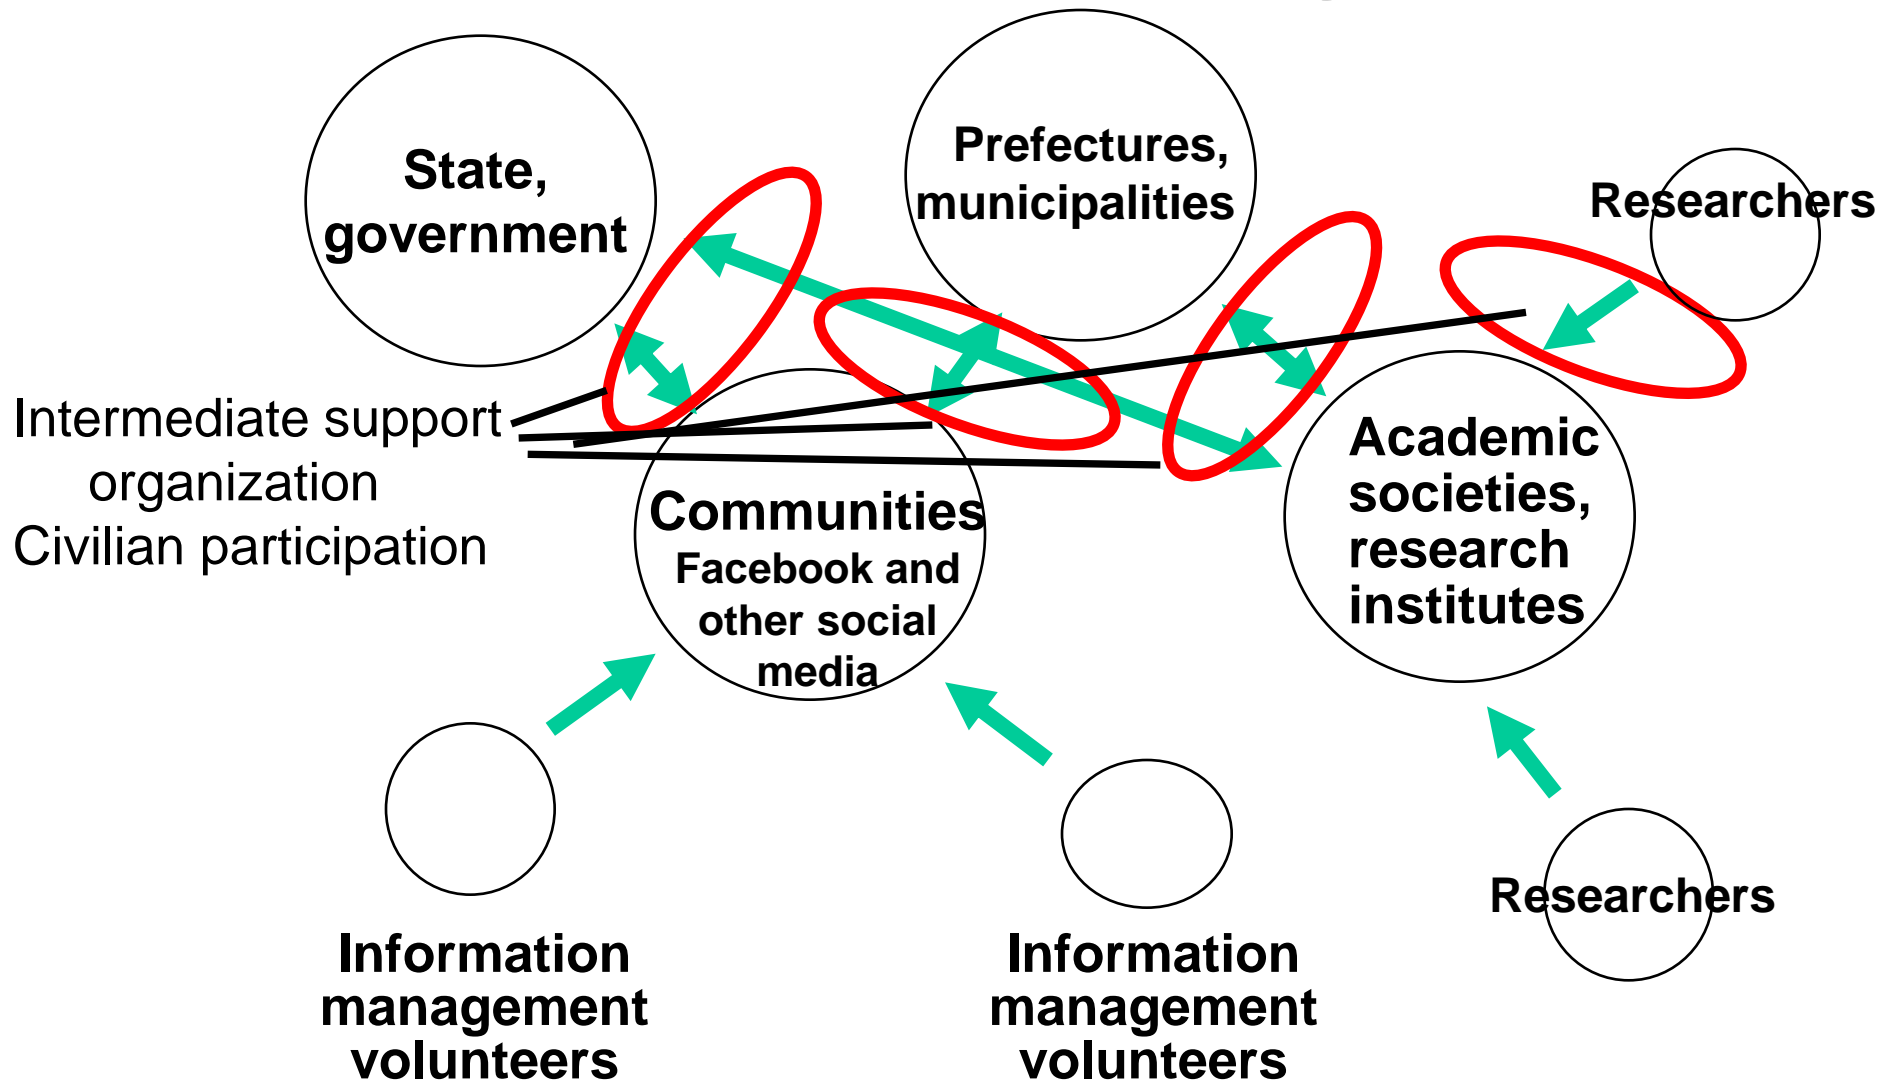 State,
government
Prefectures,
municipalities
Researchers
Intermediate support
organization
Civilian participation
Communities
Facebook and
other social
media
Academic
societies,
research
institutes
Researchers
Information
management
volunteers
Information
management
volunteers